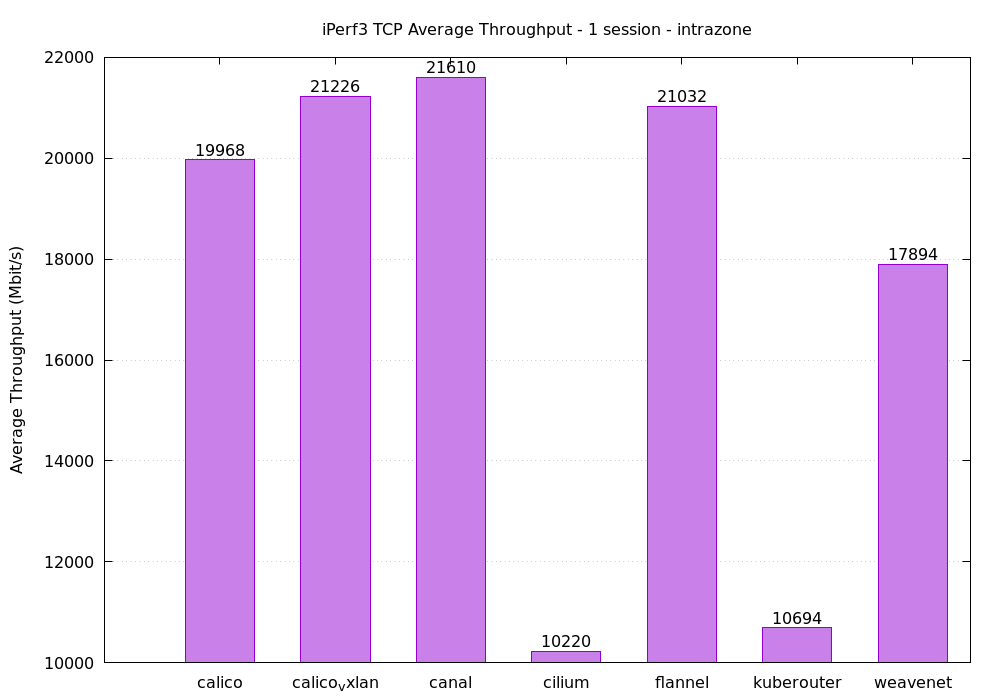 iPerf3 TCP Average Throughput - 1 session - intrazone
Average Throughput (Mbit/s)
22000
20000
18000
16000
14000
12000
10000
19968
21226
21610
10220
21032
10694
17894
calico
calicoᵥxlan
canal
cilium
flannel
kuberouter
weavenet